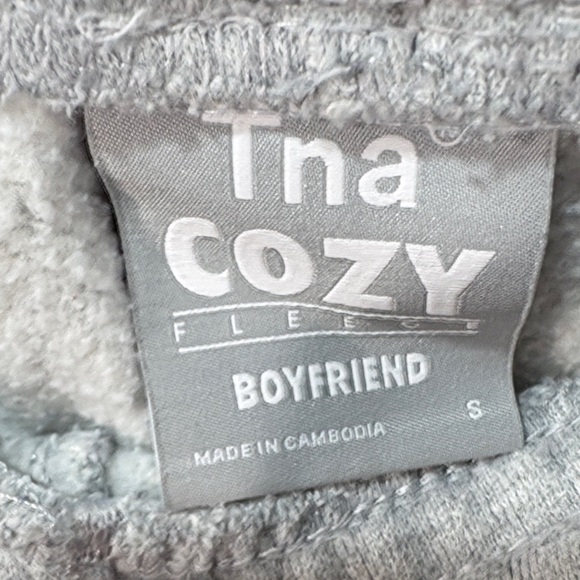 Tna
COZY
FLEECE
BOYFRIEND
S
MADE IN CAMBODIA